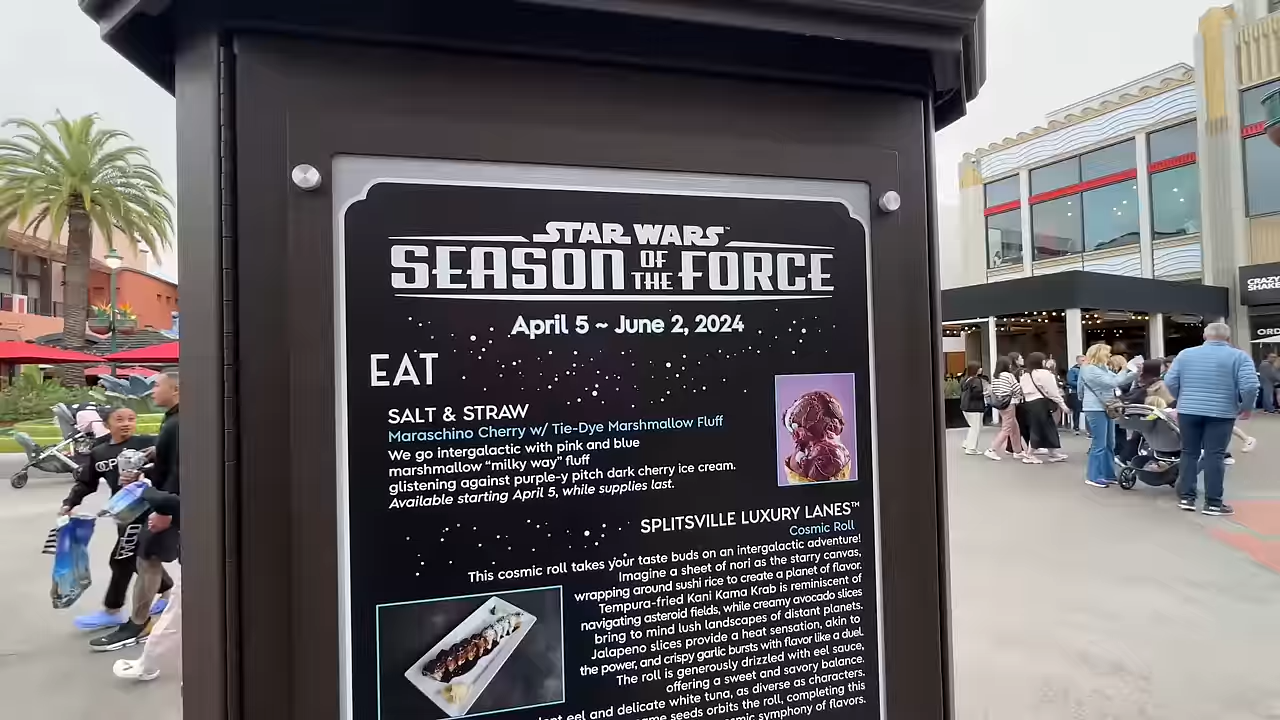 STAR WARS™
SEASON OF THE FORCE
April 5 ~ June 2, 2024
EAT
SALT & STRAW
Maraschino Cherry w/ Tie-Dye Marshmallow Fluff
We go intergalactic with pink and blue
marshmallow “milky way” fluff
glistening against purple-y pitch dark cherry ice cream.
Available starting April 5, while supplies last.
SPLITSVILLE LUXURY LANES™
Cosmic Roll
This cosmic roll takes your taste buds on an intergalactic adventure!
Imagine a sheet of nori as the starry canvas,
wrapping around sushi rice to create a planet of flavor.
Tempura-fried Kani Kama Krab is reminiscent of
navigating asteroid fields, while creamy avocado slices
bring to mind lush landscapes of distant planets.
Jalapeno slices provide a heat sensation, akin to
the power, and crispy garlic bursts with flavor like a duel.
The roll is generously drizzled with eel sauce,
offering a sweet and savory balance.
eel and delicate white tuna, as diverse as characters.
seeds orbits the roll, completing this
symphony of flavors.